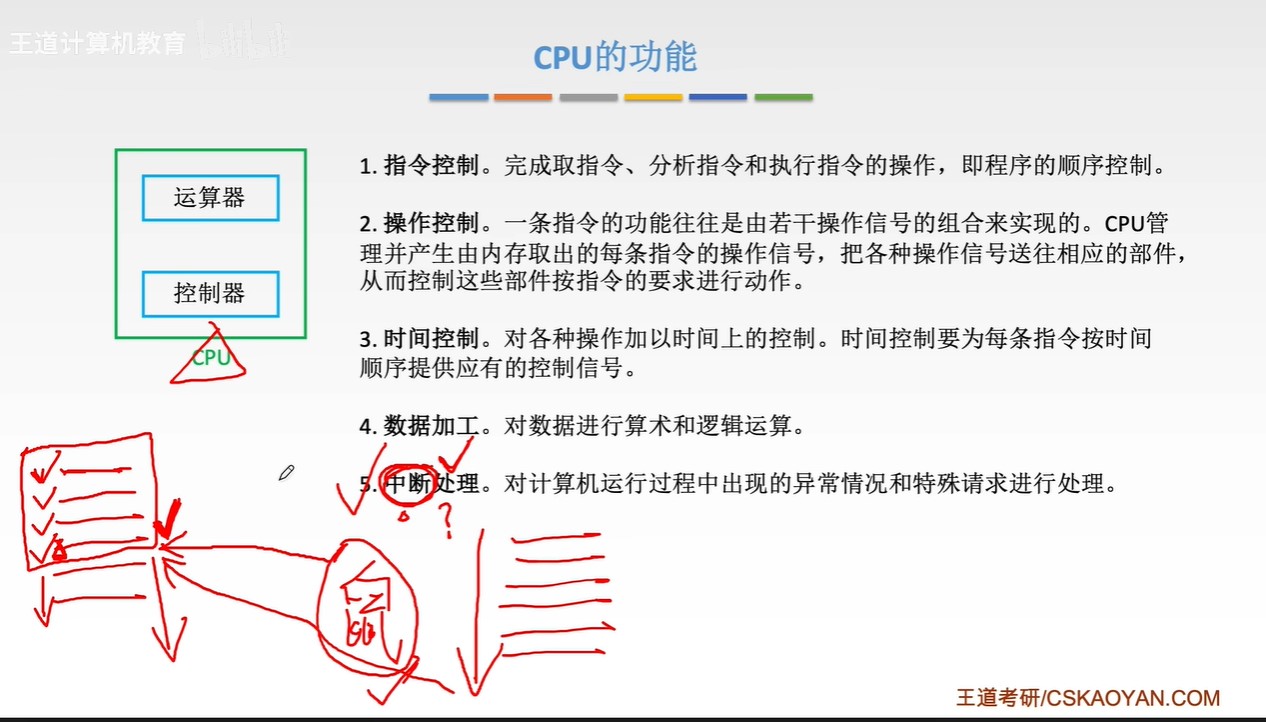 王道计算机教育
CPU的功能
运算器
控制器
CPU
1. 指令控制。完成取指令、分析指令和执行指令的操作，即程序的顺序控制。
2. 操作控制。一条指令的功能往往是由若干操作信号的组合来实现的。CPU管
理并产生由内存取出的每条指令的操作信号，把各种操作信号送往相应的部件，
从而控制这些部件按指令的要求进行动作。
3. 时间控制。对各种操作加以时间上的控制。时间控制要为每条指令按时间
顺序提供应有的控制信号。
4. 数据加工。对数据进行算术和逻辑运算。
5. 中断处理。对计算机运行过程中出现的异常情况和特殊请求进行处理。
?
王道考研/CSKAOYAN.COM